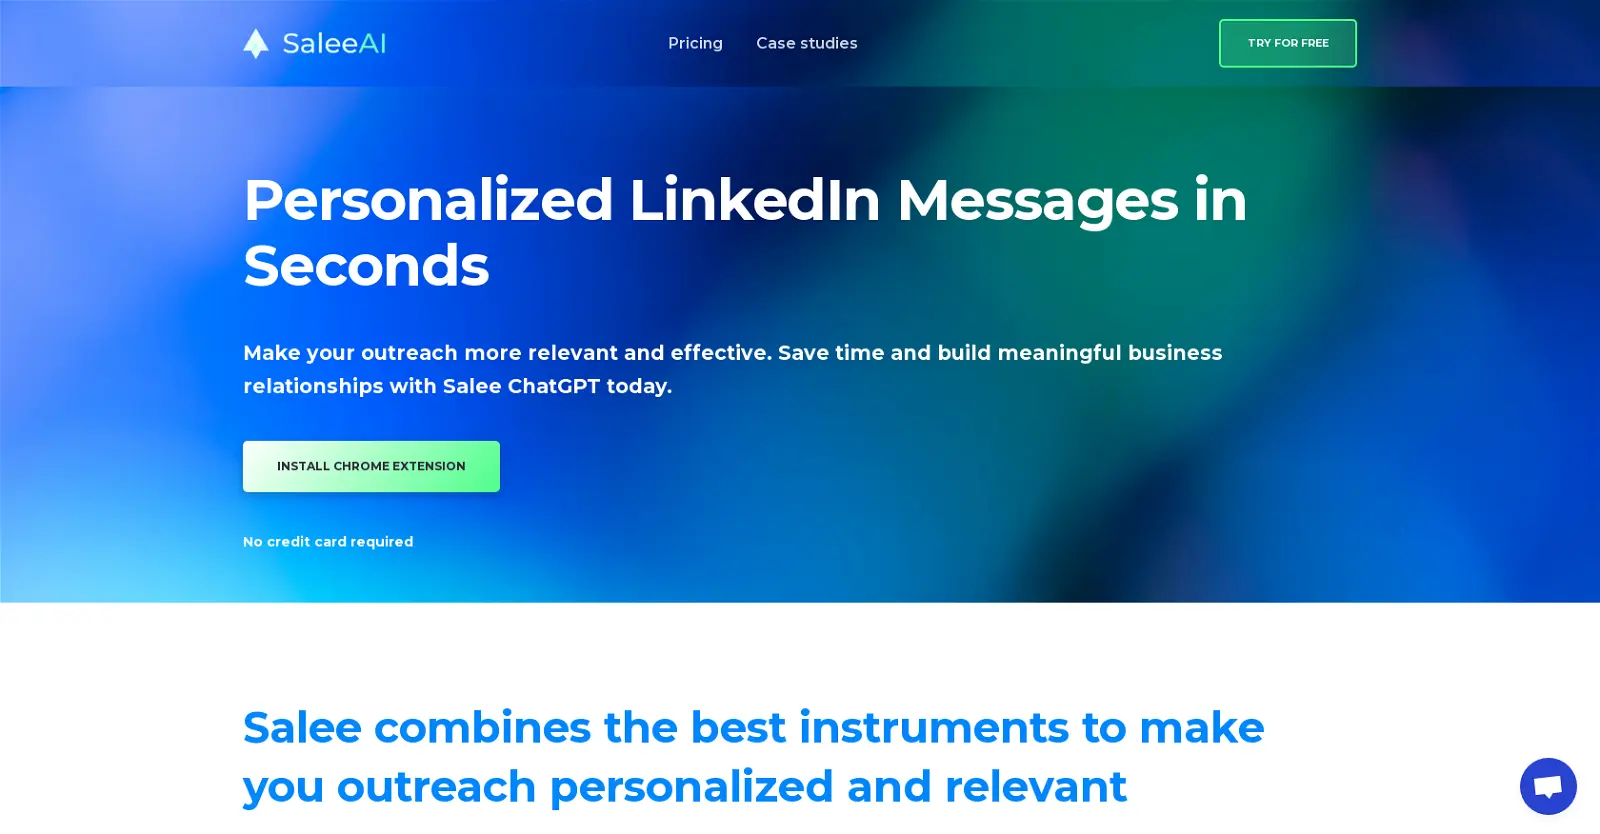 SaleeAI
Pricing
Case studies
TRY FOR FREE
Personalized LinkedIn Messages in
Seconds
Make your outreach more relevant and effective. Save time and build meaningful business
relationships with Salee ChatGPT today.
INSTALL CHROME EXTENSION
No credit card required
Salee combines the best instruments to make
you outreach personalized and relevant